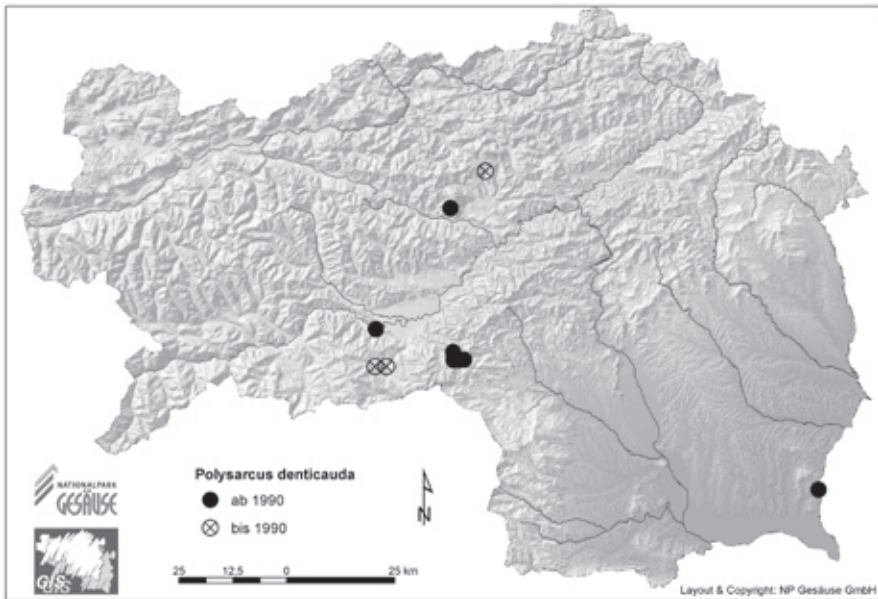 NATIONALPARK
GESÄUSE
Polysarcus denticauda
ab 1990
bis 1990
N
25 12,5 0 25 km
Layout & Copyright: NP Gesäuse GmbH